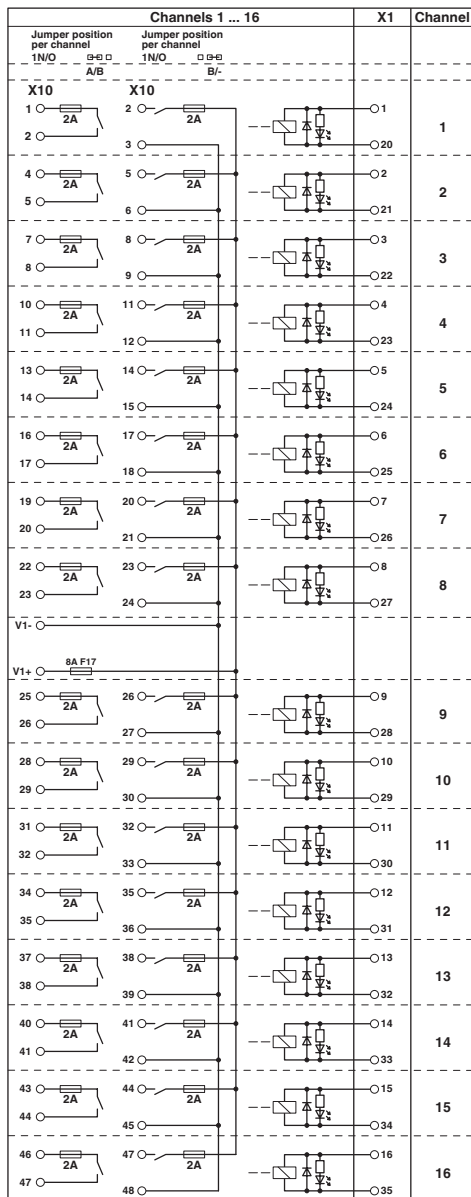 Channels 1 ... 16 X1 Channel
Jumper position per channel Jumper position per channel
1N/O 1N/O
A/B B/-
X10 X10
1 2A 2 2A 1
2 3 20 1
4 2A 5 2A 2
5 6 21 2
7 2A 8 2A 3
8 9 22 3
10 2A 11 2A 4
11 12 23 4
13 2A 14 2A 5
14 15 24 5
16 2A 17 2A 6
17 18 25 6
19 2A 20 2A 7
20 21 26 7
22 2A 23 2A 8
23 24 27 8
V1-
V1+ 8A F17
25 2A 26 2A 9
26 27 28 9
28 2A 29 2A 10
29 30 29 10
31 2A 32 2A 11
32 33 30 11
34 2A 35 2A 12
35 36 31 12
37 2A 38 2A 13
38 39 32 13
40 2A 41 2A 14
41 42 33 14
43 2A 44 2A 15
44 45 34 15
46 2A 47 2A 16
47 48 35 16